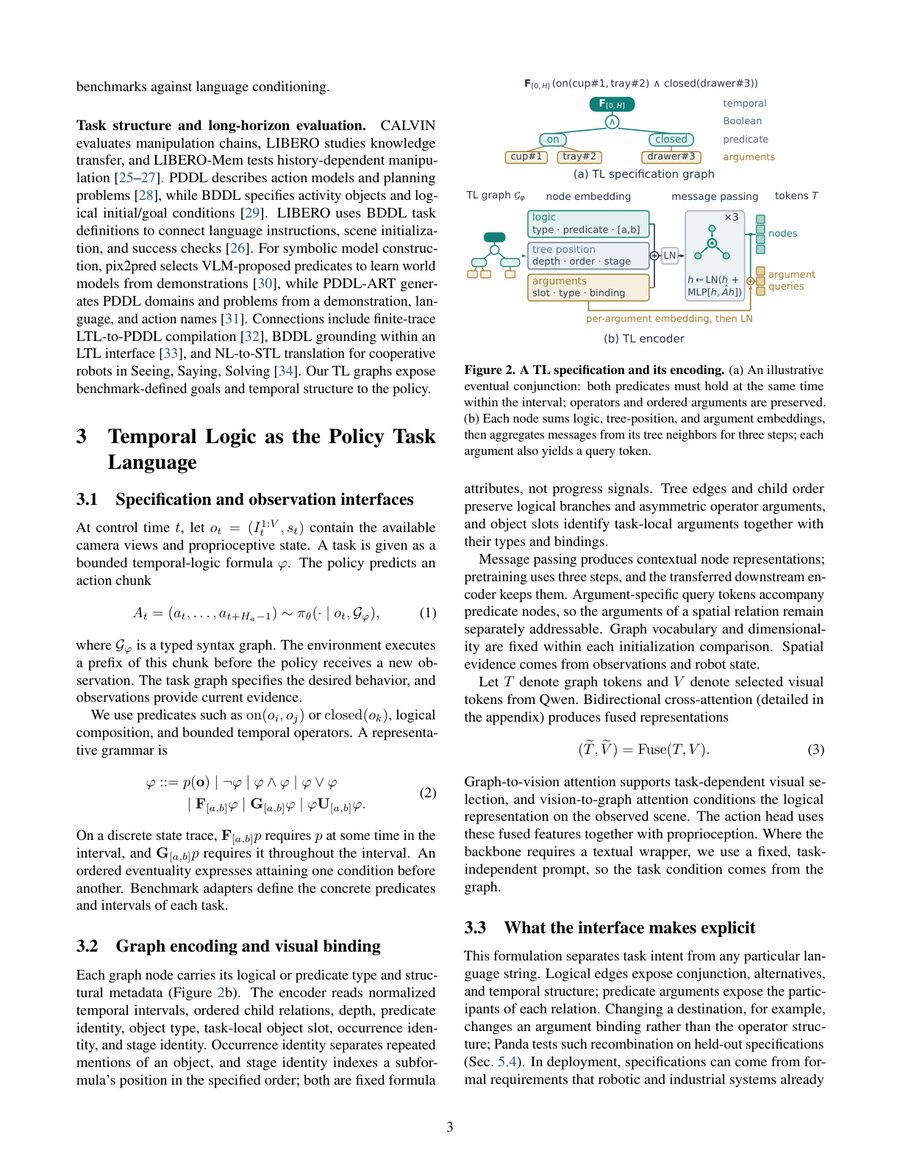 benchmarks against language conditioning.
Task structure and long-horizon evaluation. CALVIN
evaluates manipulation chains, LIBERO studies knowledge
transfer, and LIBERO-Mem tests history-dependent manipu-
lation [25–27]. PDDL describes action models and planning
problems [28], while BDDL specifies activity objects and log-
ical initial/goal conditions [29]. LIBERO uses BDDL task
definitions to connect language instructions, scene initializa-
tion, and success checks [26]. For symbolic model construc-
tion, pix2pred selects VLM-proposed predicates to learn world
models from demonstrations [30], while PDDL-ART gener-
ates PDDL domains and problems from a demonstration, lan-
guage, and action names [31]. Connections include finite-trace
LTL-to-PDDL compilation [32], BDDL grounding within an
LTL interface [33], and NL-to-STL translation for cooperative
robots in Seeing, Saying, Solving [34]. Our TL graphs expose
benchmark-defined goals and temporal structure to the policy.
3 Temporal Logic as the Policy Task
Language
3.1 Specification and observation interfaces
At control time t, let o_t = (I_t^{1:V}, s_t) contain the available
camera views and proprioceptive state. A task is given as a
bounded temporal-logic formula φ. The policy predicts an
action chunk
A_t = (a_t, . . . , a_{t+H_a−1}) ∼ π_θ(· | o_t, 𝒢_φ), (1)
where 𝒢_φ is a typed syntax graph. The environment executes
a prefix of this chunk before the policy receives a new ob-
servation. The task graph specifies the desired behavior, and
observations provide current evidence.
We use predicates such as on(o_i, o_j) or closed(o_k), logical
composition, and bounded temporal operators. A representa-
tive grammar is
φ ::= p(o) | ¬φ | φ ∧ φ | φ ∨ φ
| F_{[a,b]}φ | G_{[a,b]}φ | φU_{[a,b]}φ. (2)
On a discrete state trace, F_{[a,b]}p requires p at some time in the
interval, and G_{[a,b]}p requires it throughout the interval. An
ordered eventuality expresses attaining one condition before
another. Benchmark adapters define the concrete predicates
and intervals of each task.
3.2 Graph encoding and visual binding
Each graph node carries its logical or predicate type and struc-
tural metadata (Figure 2b). The encoder reads normalized
temporal intervals, ordered child relations, depth, predicate
identity, object type, task-local object slot, occurrence iden-
tity, and stage identity. Occurrence identity separates repeated
mentions of an object, and stage identity indexes a subfor-
mula's position in the specified order; both are fixed formula
F_{[0,H]}(on(cup#1, tray#2) ∧ closed(drawer#3))
F_{[0,H]} temporal
∧ Boolean
on closed predicate
cup#1 tray#2 drawer#3 arguments
(a) TL specification graph
TL graph 𝒢_φ node embedding message passing tokens T
logic
type · predicate · [a,b]
tree position
depth · order · stage
arguments
slot · type · binding
⊕ LN
×3
h←LN(h +
MLP[h, Âh])
⊕
nodes
argument
queries
per-argument embedding, then LN
(b) TL encoder
Figure 2. A TL specification and its encoding. (a) An illustrative
eventual conjunction: both predicates must hold at the same time
within the interval; operators and ordered arguments are preserved.
(b) Each node sums logic, tree-position, and argument embeddings,
then aggregates messages from its tree neighbors for three steps; each
argument also yields a query token.
attributes, not progress signals. Tree edges and child order
preserve logical branches and asymmetric operator arguments,
and object slots identify task-local arguments together with
their types and bindings.
Message passing produces contextual node representations;
pretraining uses three steps, and the transferred downstream en-
coder keeps them. Argument-specific query tokens accompany
predicate nodes, so the arguments of a spatial relation remain
separately addressable. Graph vocabulary and dimensional-
ity are fixed within each initialization comparison. Spatial
evidence comes from observations and robot state.
Let T denote graph tokens and V denote selected visual
tokens from Qwen. Bidirectional cross-attention (detailed in
the appendix) produces fused representations
(T̃, Ṽ) = Fuse(T, V). (3)
Graph-to-vision attention supports task-dependent visual se-
lection, and vision-to-graph attention conditions the logical
representation on the observed scene. The action head uses
these fused features together with proprioception. Where the
backbone requires a textual wrapper, we use a fixed, task-
independent prompt, so the task condition comes from the
graph.
3.3 What the interface makes explicit
This formulation separates task intent from any particular lan-
guage string. Logical edges expose conjunction, alternatives,
and temporal structure; predicate arguments expose the partic-
ipants of each relation. Changing a destination, for example,
changes an argument binding rather than the operator struc-
ture; Panda tests such recombination on held-out specifications
(Sec. 5.4). In deployment, specifications can come from for-
mal requirements that robotic and industrial systems already
3